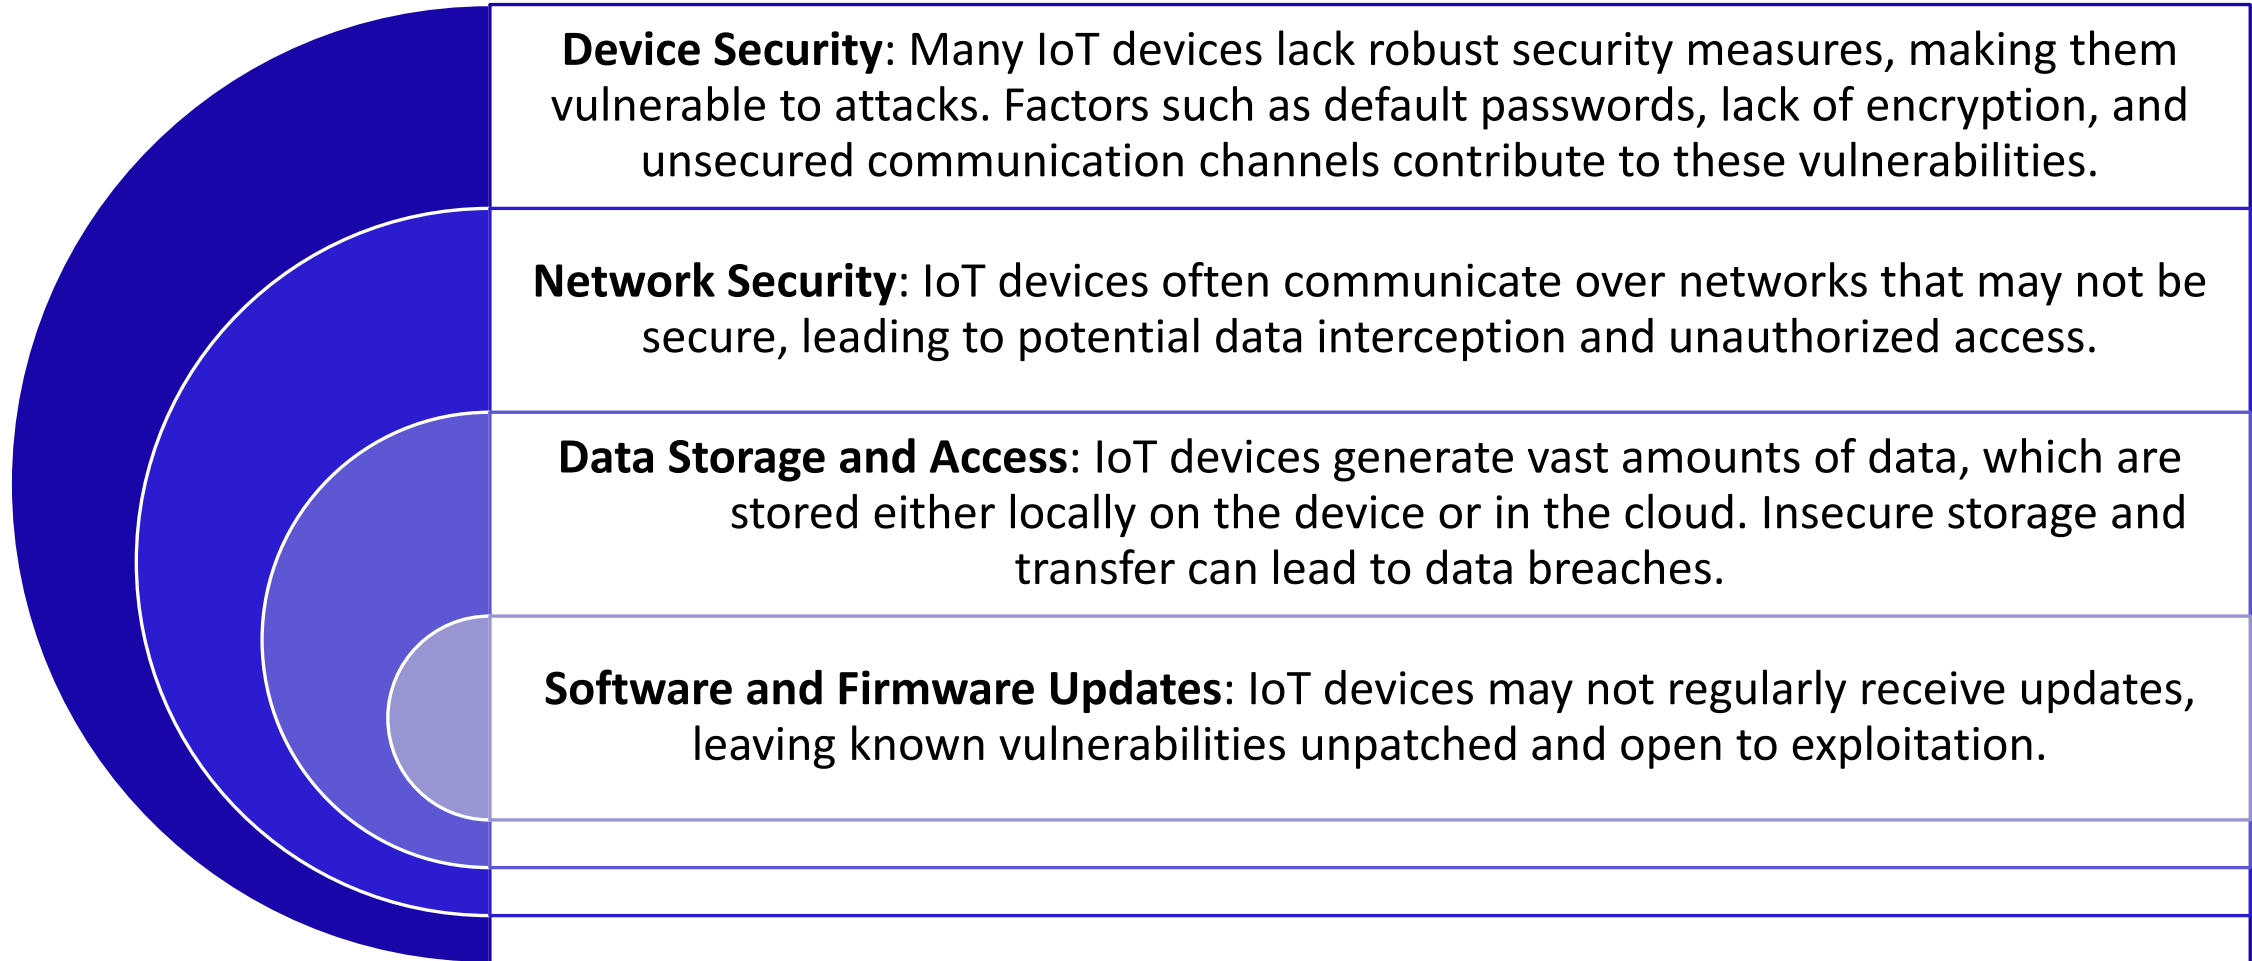 Device Security: Many IoT devices lack robust security measures, making them
vulnerable to attacks. Factors such as default passwords, lack of encryption, and
unsecured communication channels contribute to these vulnerabilities.
Network Security: IoT devices often communicate over networks that may not be
secure, leading to potential data interception and unauthorized access.
Data Storage and Access: IoT devices generate vast amounts of data, which are
stored either locally on the device or in the cloud. Insecure storage and
transfer can lead to data breaches.
Software and Firmware Updates: IoT devices may not regularly receive updates,
leaving known vulnerabilities unpatched and open to exploitation.